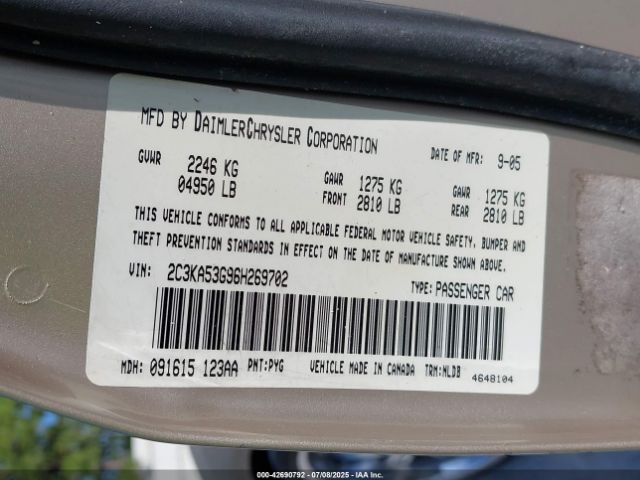 MFD BY DAIMLERCHRYSLER CORPORATION DATE OF MFR: 9-05
GVWR 2246 KG GAWR 1275 KG GAWR 1275 KG
04950 LB FRONT 2810 LB REAR 2810 LB
THIS VEHICLE CONFORMS TO ALL APPLICABLE FEDERAL MOTOR VEHICLE SAFETY, BUMPER AND
THEFT PREVENTION STANDARDS IN EFFECT ON THE DATE OF MANUFACTURE SHOWN ABOVE.
VIN: 2C3KA53G96H269702 TYPE: PASSENGER CAR
MDH: 091615 123AA PNT:PYG VEHICLE MADE IN CANADA TRM:NLDB
4648104
000-42690792 - 07/08/2025 - IAAI, Inc.